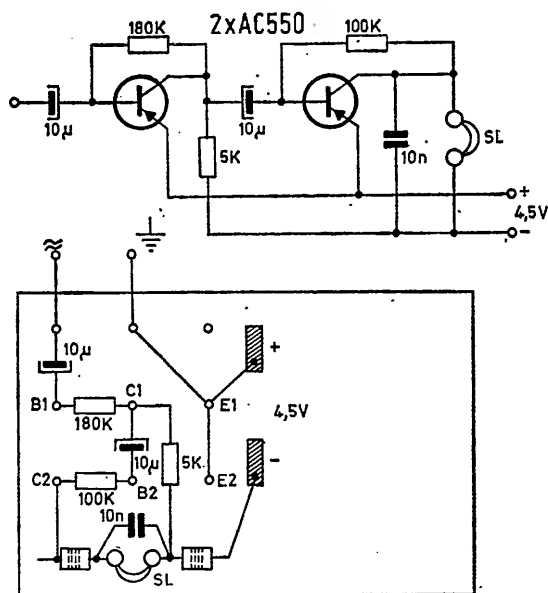 2xAC550
180K
100K
10µ
10µ
5K
10n
SL
+
4,5V
-
≈
10µ
+
B1
180K
C1
E1
4,5V
10µ
5K
-
C2
100K
B2
E2
10n
SL